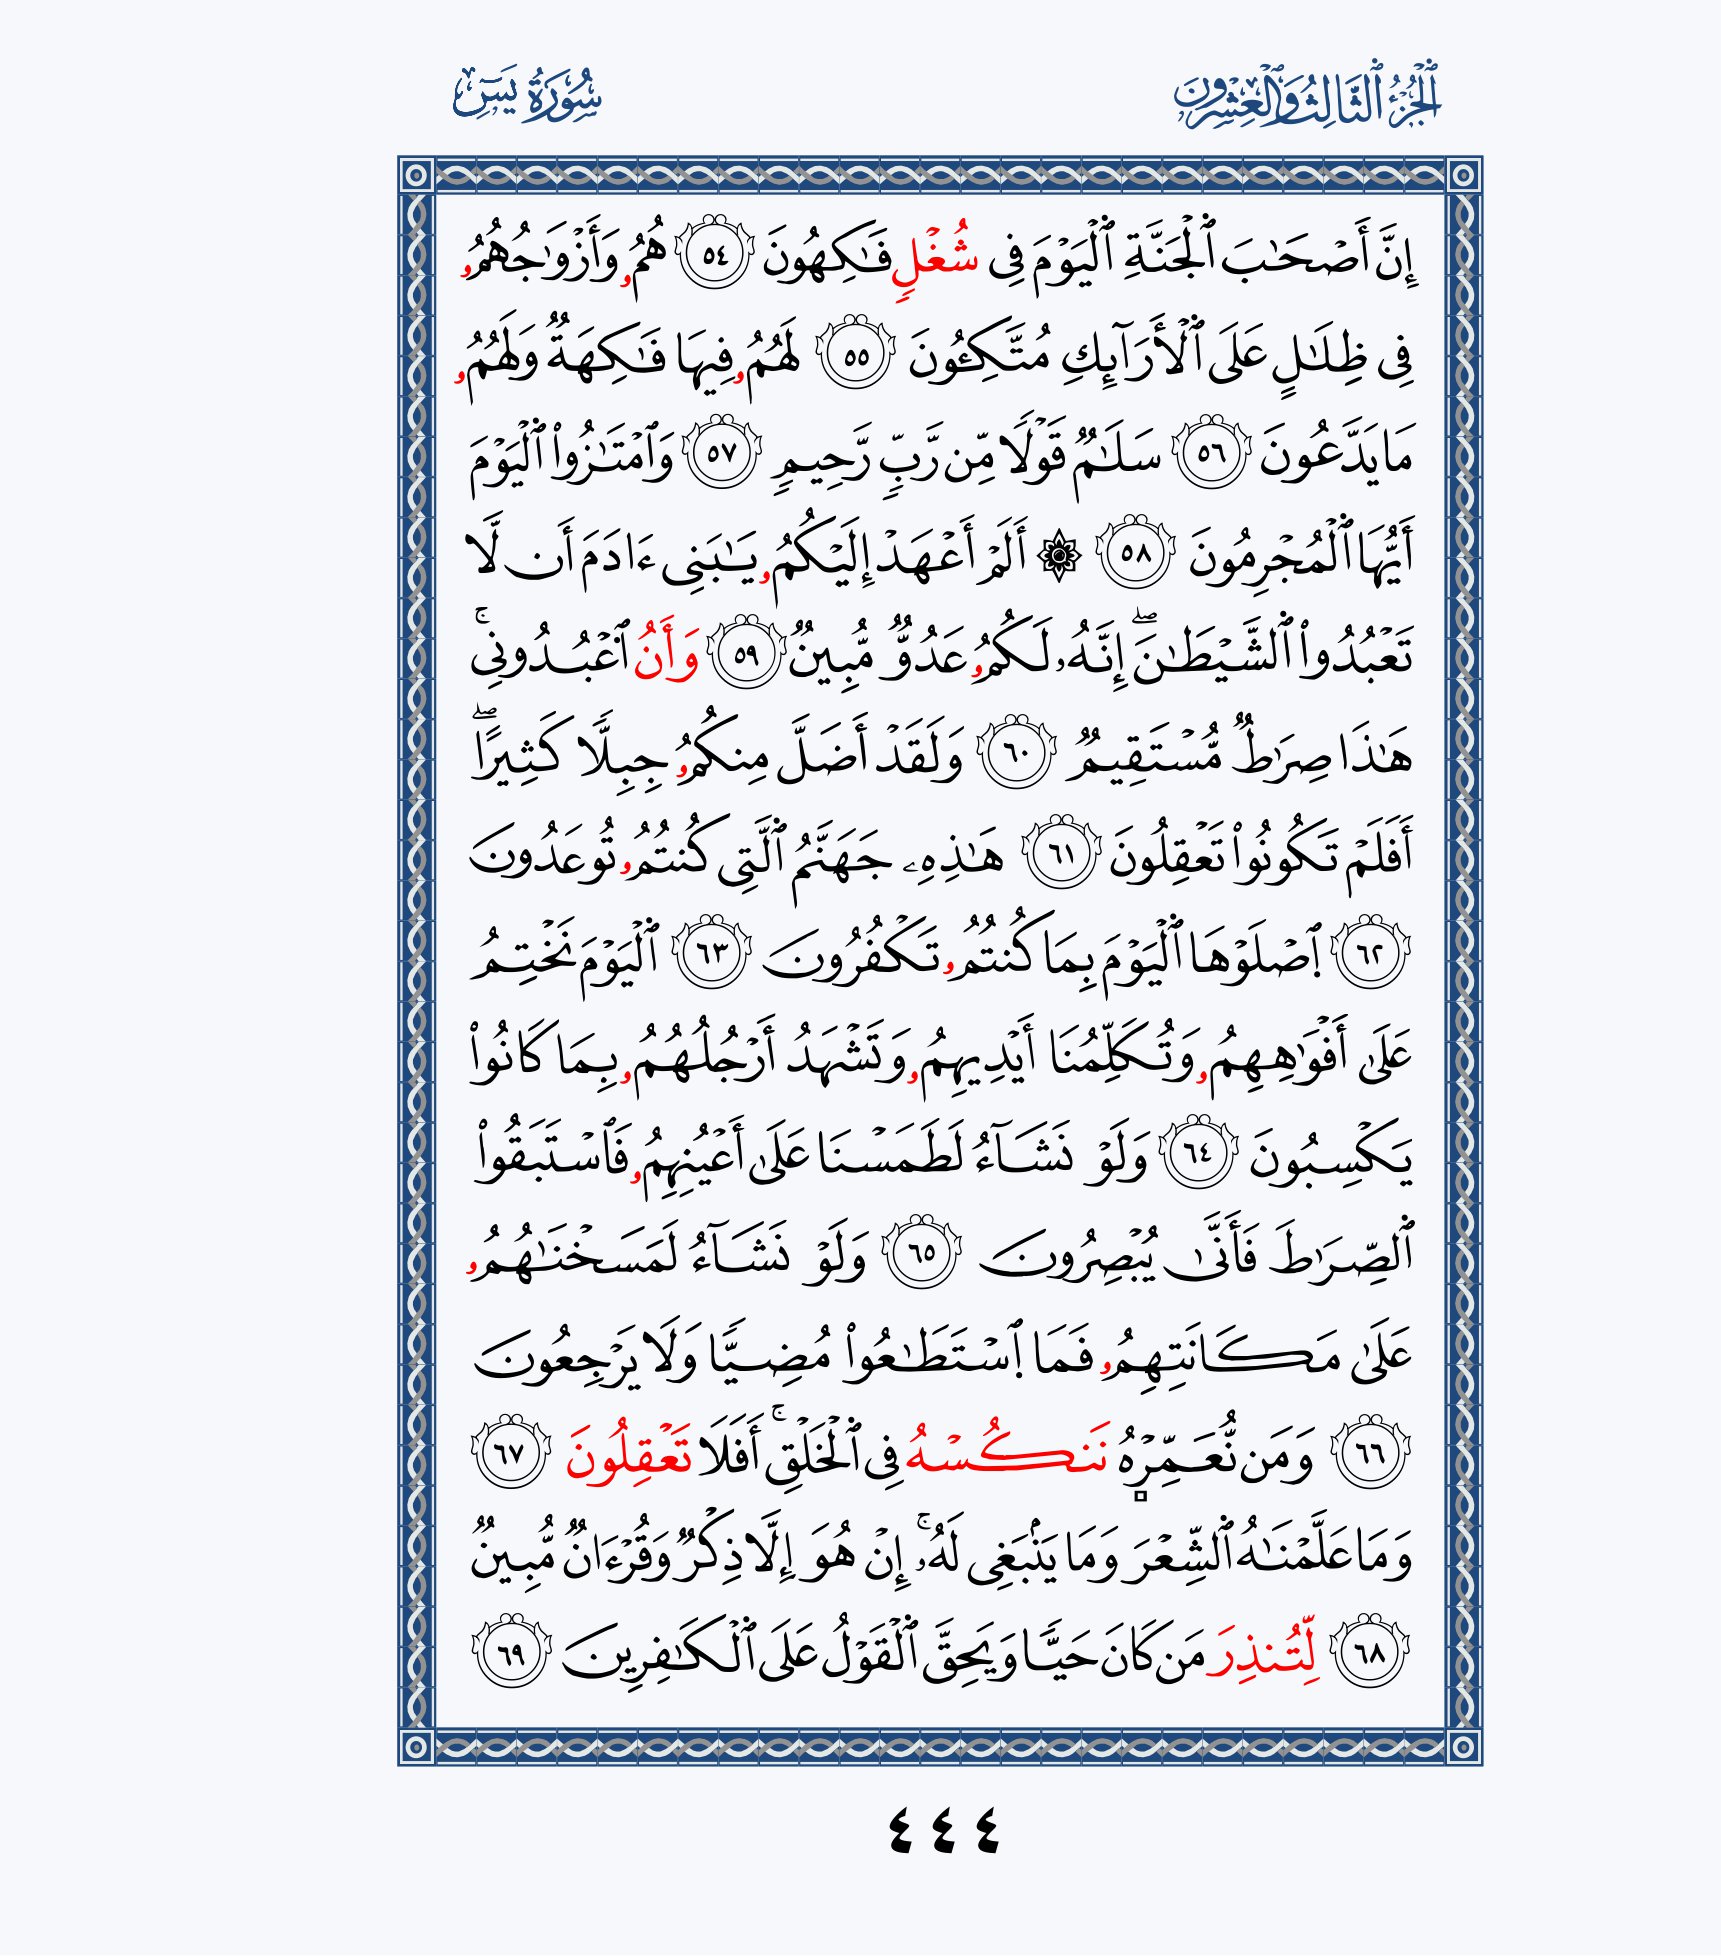 ٱلْجُزْءُ ٱلثَّالِثُ وَٱلْعِشْرُونَ
سُورَةُ يسٓ
إِنَّ أَصْحَٰبَ ٱلْجَنَّةِ ٱلْيَوْمَ فِى شُغْلٍ فَٰكِهُونَ ٥٤ هُمُۥ وَأَزْوَٰجُهُمُۥ
فِى ظِلَٰلٍ عَلَى ٱلْأَرَآئِكِ مُتَّكِـُٔونَ ٥٥ لَهُمُۥ فِيهَا فَٰكِهَةٌ وَلَهُمُۥ
مَا يَدَّعُونَ ٥٦ سَلَٰمٌ قَوْلًا مِّن رَّبٍّ رَّحِيمٍ ٥٧ وَٱمْتَٰزُوا۟ ٱلْيَوْمَ
أَيُّهَا ٱلْمُجْرِمُونَ ٥٨ ۞ أَلَمْ أَعْهَدْ إِلَيْكُمُۥ يَٰبَنِى ءَادَمَ أَن لَّا
تَعْبُدُوا۟ ٱلشَّيْطَٰنَۖ إِنَّهُۥ لَكُمُۥ عَدُوٌّ مُّبِينٌ ٥٩ وَأَنُ ٱعْبُدُونِىۚ
هَٰذَا صِرَٰطٌ مُّسْتَقِيمٌ ٦٠ وَلَقَدْ أَضَلَّ مِنكُمُۥ جِبِلًّا كَثِيرًاۖ
أَفَلَمْ تَكُونُوا۟ تَعْقِلُونَ ٦١ هَٰذِهِۦ جَهَنَّمُ ٱلَّتِى كُنتُمُۥ تُوعَدُونَ
٦٢ ٱِصْلَوْهَا ٱلْيَوْمَ بِمَا كُنتُمُۥ تَكْفُرُونَ ٦٣ ٱلْيَوْمَ نَخْتِمُ
عَلَىٰ أَفْوَٰهِهِمُۥ وَتُكَلِّمُنَا أَيْدِيهِمُۥ وَتَشْهَدُ أَرْجُلُهُمُۥ بِمَا كَانُوا۟
يَكْسِبُونَ ٦٤ وَلَوْ نَشَآءُ لَطَمَسْنَا عَلَىٰ أَعْيُنِهِمُۥ فَٱسْتَبَقُوا۟
ٱلصِّرَٰطَ فَأَنَّىٰ يُبْصِرُونَ ٦٥ وَلَوْ نَشَآءُ لَمَسَخْنَٰهُمُۥ
عَلَىٰ مَكَانَتِهِمُۥ فَمَا ٱِسْتَطَٰعُوا۟ مُضِيًّا وَلَا يَرْجِعُونَ
٦٦ وَمَن نُّعَمِّرْهُ نَنكُسْهُ فِى ٱلْخَلْقِۚ أَفَلَا تَعْقِلُونَ ٦٧
وَمَا عَلَّمْنَٰهُ ٱلشِّعْرَ وَمَا يَنۢبَغِى لَهُۥۚ إِنْ هُوَ إِلَّا ذِكْرٌ وَقُرْءَانٌ مُّبِينٌ
٦٨ لِّتُنذِرَ مَن كَانَ حَيًّا وَيَحِقَّ ٱلْقَوْلُ عَلَى ٱلْكَٰفِرِينَ ٦٩
٤٤٤